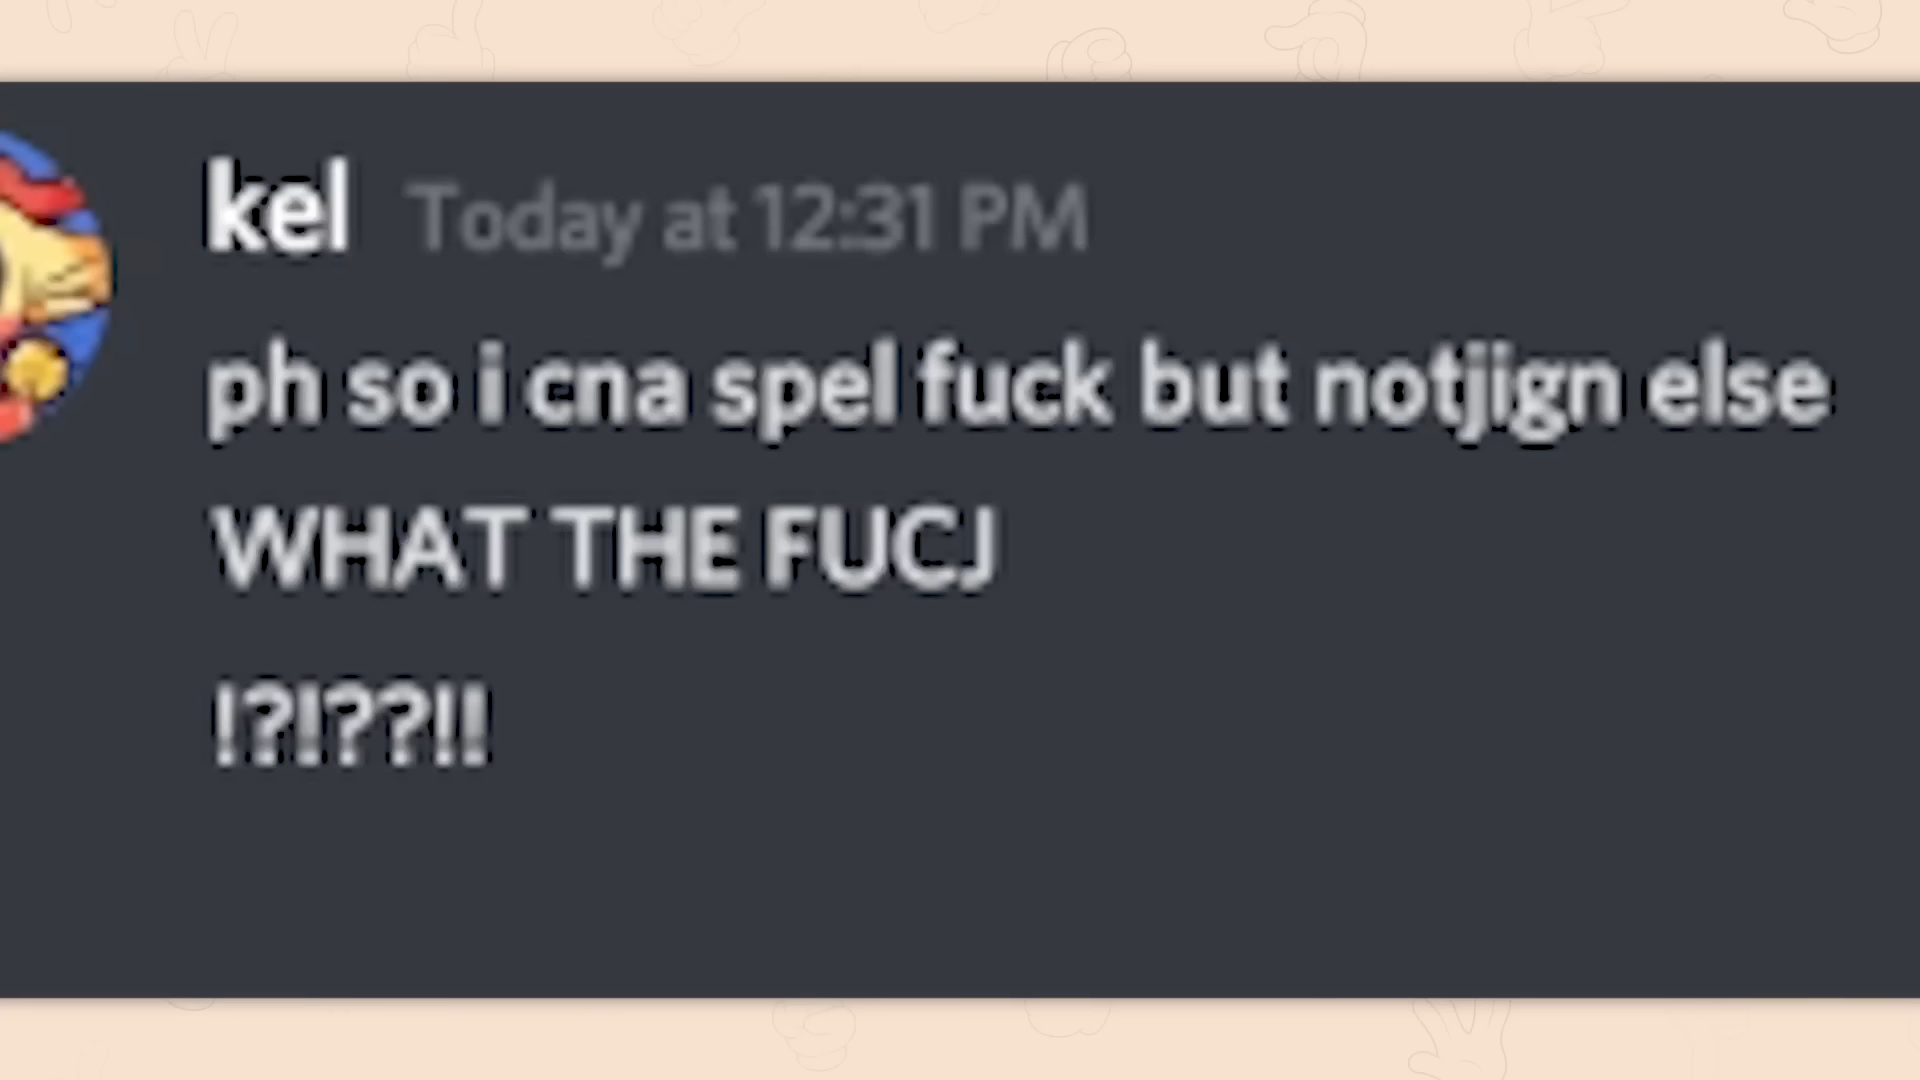 kel Today at 12:31 PM
ph so i cna spel fuck but notjign else
WHAT THE FUCJ
!?!??!!